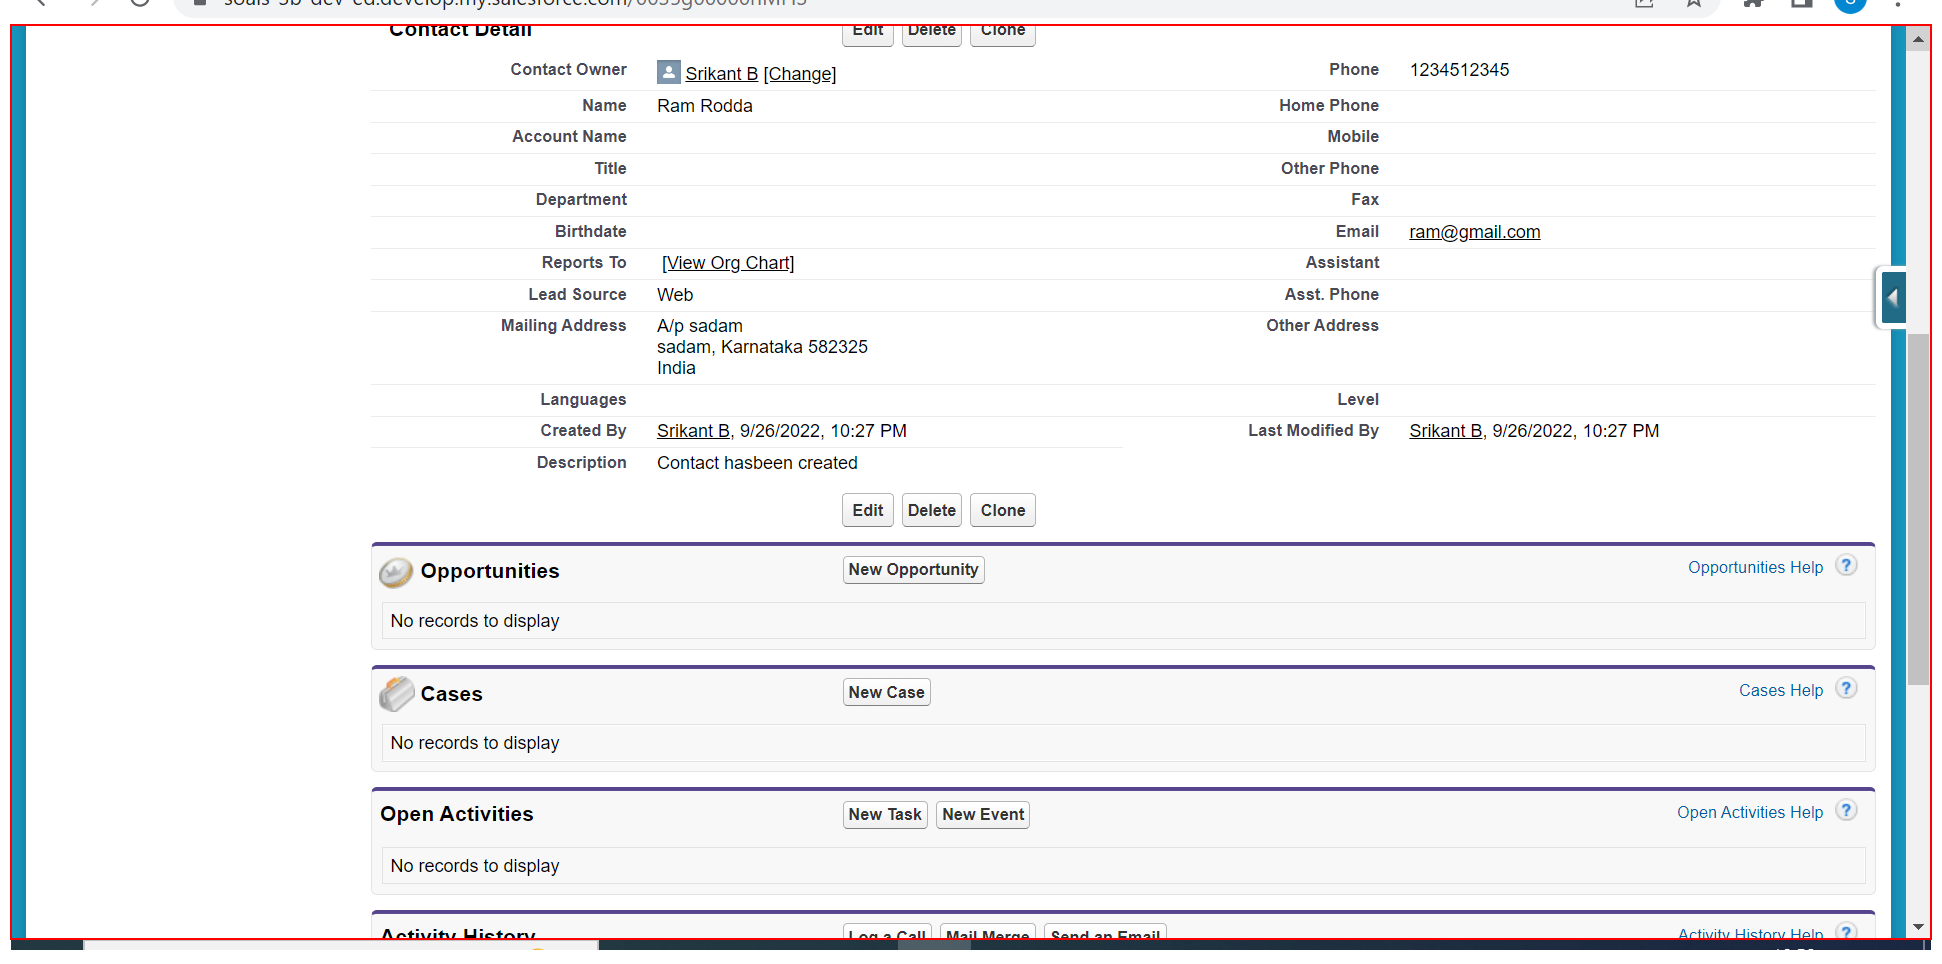 Contact Detail Edit Delete Clone
Contact Owner Srikant B [Change] Phone 1234512345
Name Ram Rodda Home Phone
Account Name Mobile
Title Other Phone
Department Fax
Birthdate Email ram@gmail.com
Reports To [View Org Chart] Assistant
Lead Source Web Asst. Phone
Mailing Address A/p sadam Other Address
sadam, Karnataka 582325
India
Languages Level
Created By Srikant B, 9/26/2022, 10:27 PM Last Modified By Srikant B, 9/26/2022, 10:27 PM
Description Contact hasbeen created
Edit Delete Clone
Opportunities New Opportunity Opportunities Help ?
No records to display
Cases New Case Cases Help ?
No records to display
Open Activities New Task New Event Open Activities Help ?
No records to display
Activity History Log a Call Mail Merge Send an Email Activity History Help ?